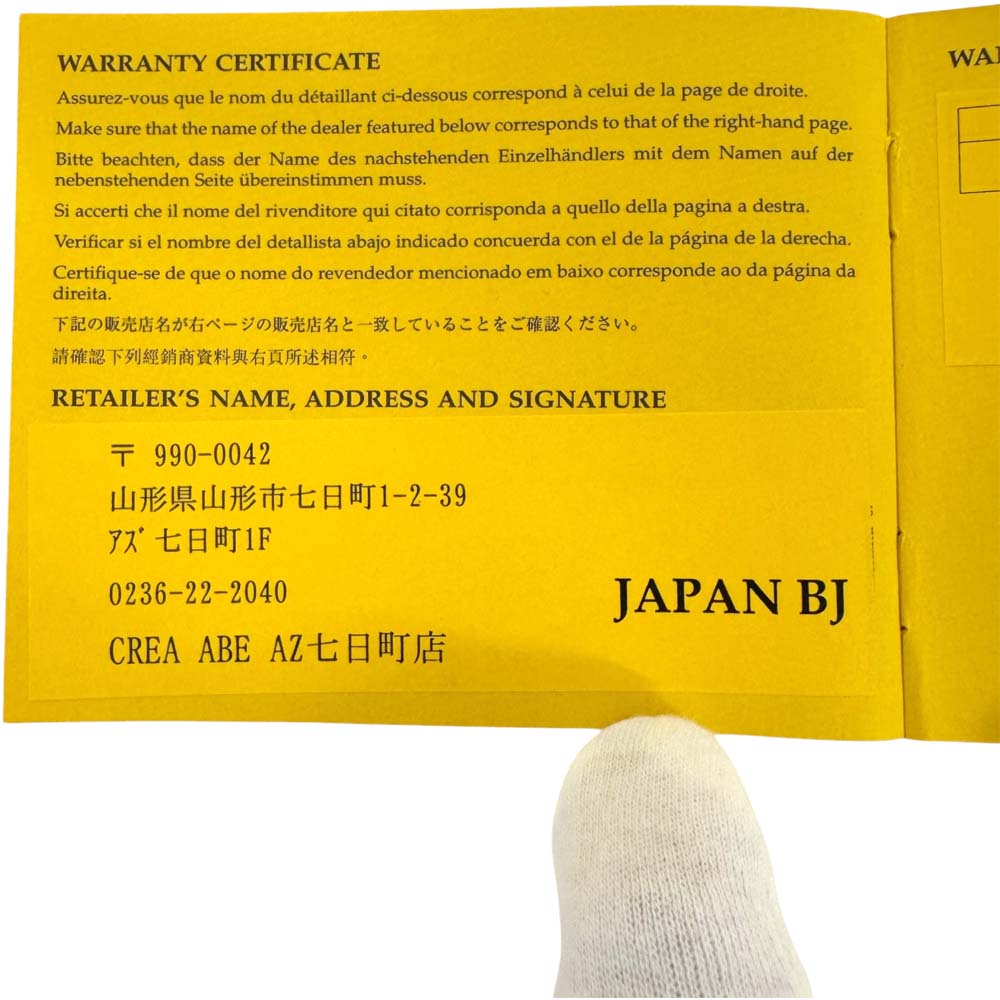 WARRANTY CERTIFICATE
Assurez-vous que le nom du détaillant ci-dessous correspond à celui de la page de droite.
Make sure that the name of the dealer featured below corresponds to that of the right-hand page.
Bitte beachten, dass der Name des nachstehenden Einzelhändlers mit dem Namen auf der
nebenstehenden Seite übereinstimmen muss.
Si accerti che il nome del rivenditore qui citato corrisponda a quello della pagina a destra.
Verificar si el nombre del detallista abajo indicado concuerda con el de la página de la derecha.
Certifique-se de que o nome do revendedor mencionado em baixo corresponde ao da página da
direita.
下記の販売店名が右ページの販売店名と一致していることをご確認ください。
請確認下列經銷商資料與右頁所述相符。
RETAILER'S NAME, ADDRESS AND SIGNATURE
〒 990-0042
山形県山形市七日町1-2-39
ｱｽﾞ七日町1F
0236-22-2040
JAPAN BJ
CREA ABE AZ七日町店